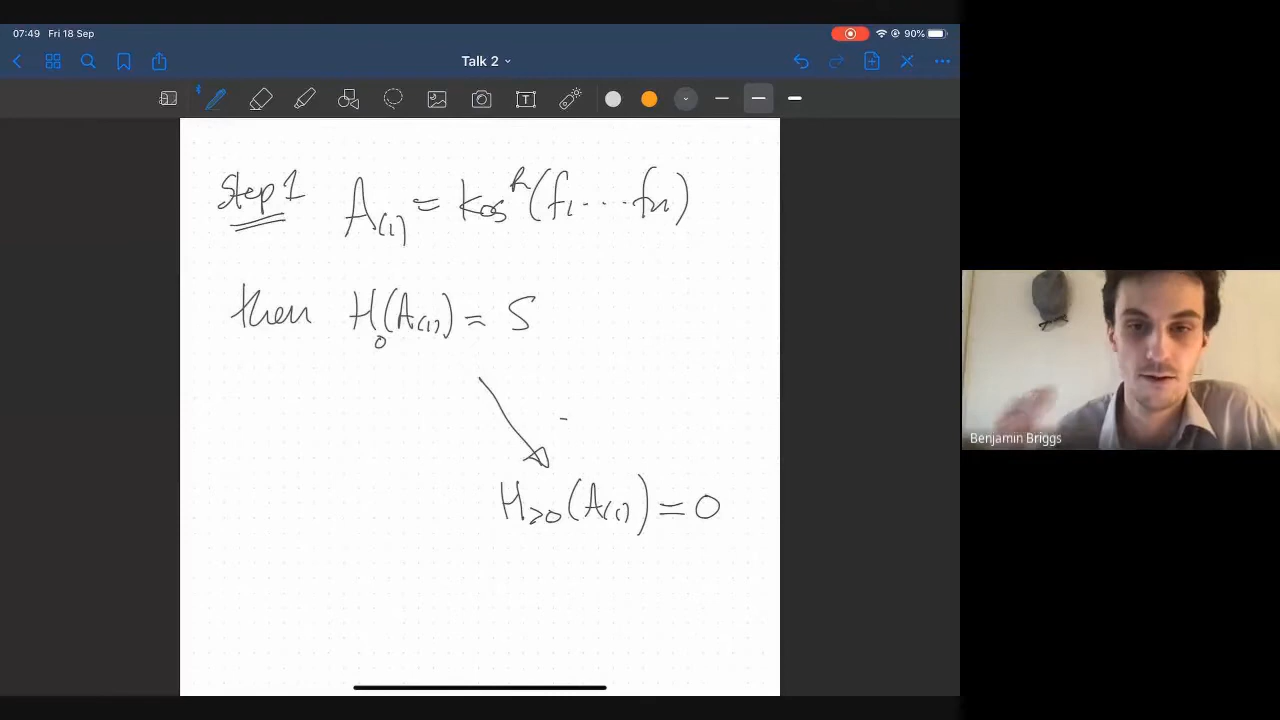 07:49 Fri 18 Sep
90%
Talk 2
T
Step 1 A₍₁₎ = Kosᴿ(f₁ ... fₙ)
then H₀(A₍₁₎) = S
H>₀(A₍₁₎) = 0
Benjamin Briggs